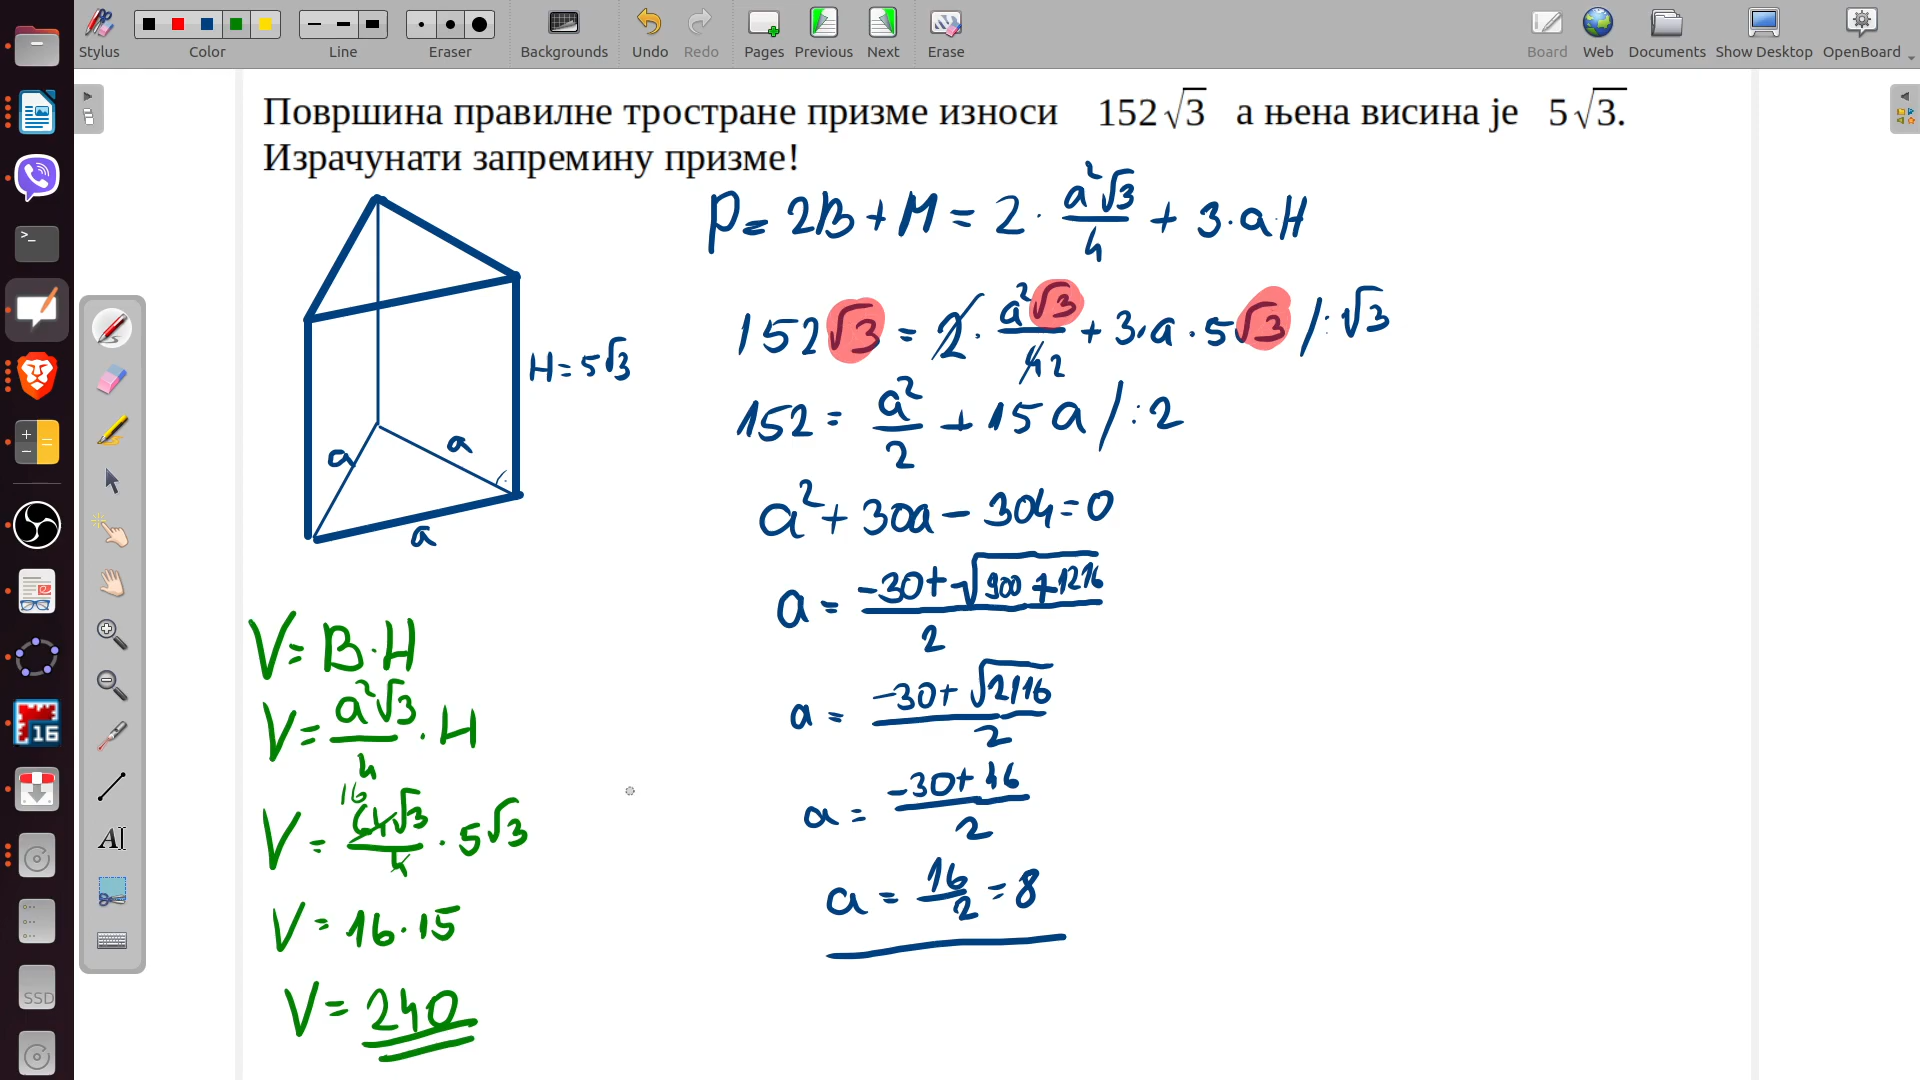 Stylus
Color
Line
Eraser
Backgrounds
Undo
Redo
Pages
Previous
Next
Erase
Board
Web
Documents
Show Desktop
OpenBoard
Површина правилне тростране призме износи 152√3 а њена висина је 5√3.
Израчунати запремину призме!
P = 2B + M = 2 · a²√3/4 + 3·a·H
152√3 = 2 · a²√3/4 2 + 3·a·5√3 / :√3
H = 5√3
152 = a²/2 + 15a / :2
a
a
a
a² + 30a − 304 = 0
a = −30+√900+1216/2
a = −30+√2116/2
a = −30+46/2
a = 16/2 = 8
V = B·H
V = a²√3/4 · H
16
V = 64√3/4 · 5√3
V = 16·15
V = 240
A
16
SSD